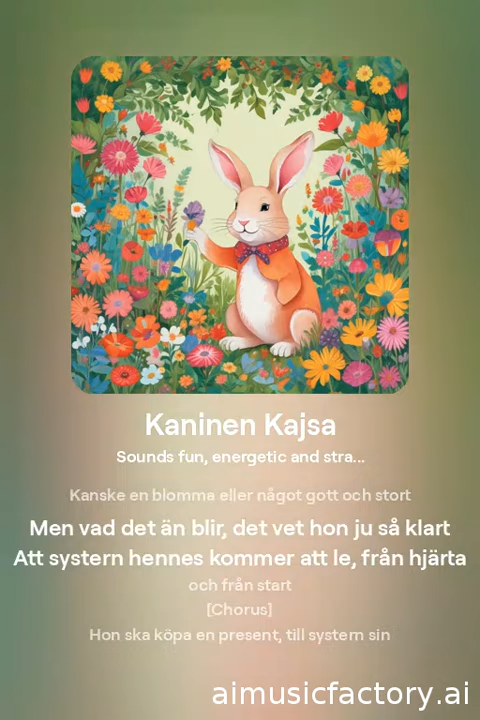 Kaninen Kajsa
Sounds fun, energetic and stra...
Kanske en blomma eller något gott och stort
Men vad det än blir, det vet hon ju så klart
Att systern hennes kommer att le, från hjärta
och från start
[Chorus]
Hon ska köpa en present, till systern sin
aimusicfactory.ai